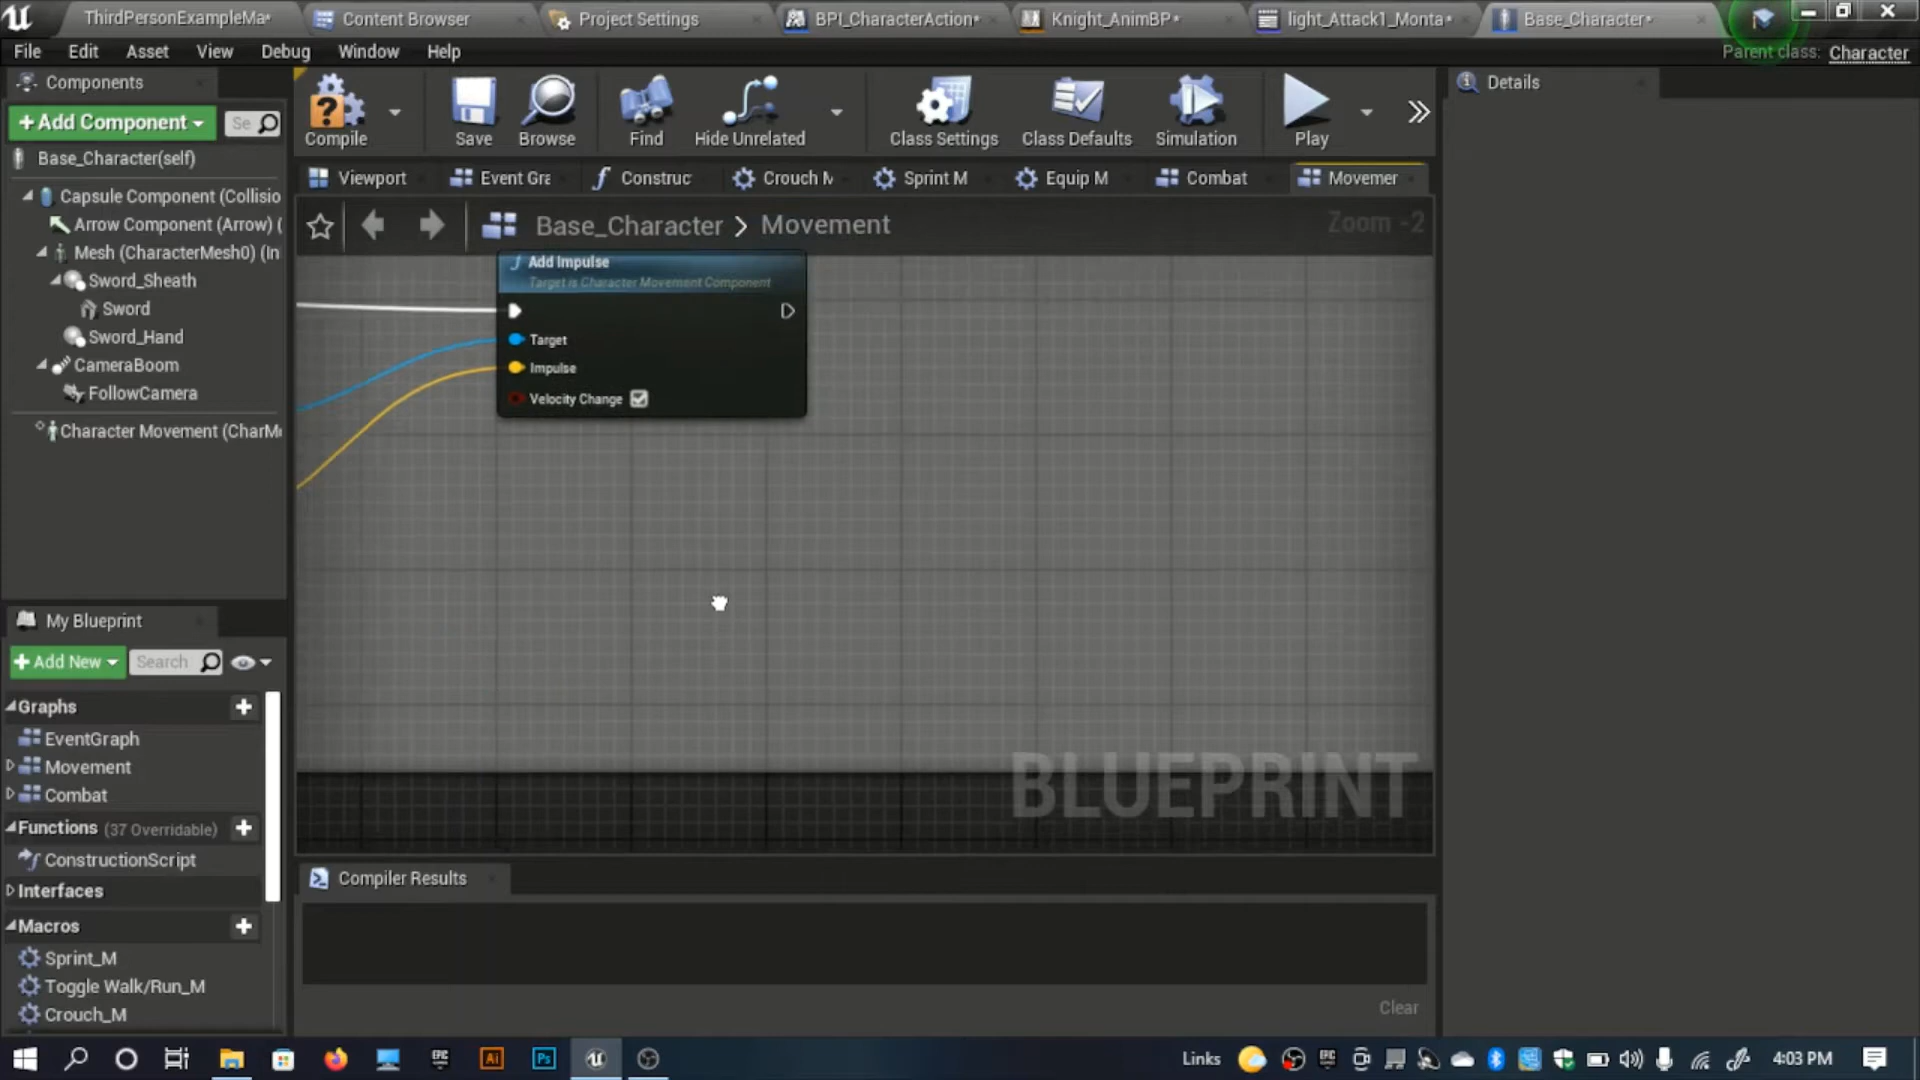 ThirdPersonExampleMa*
Content Browser
Project Settings
BPI_CharacterAction*
Knight_AnimBP*
light_Attack1_Monta*
Base_Character*
File
Edit
Asset
View
Debug
Window
Help
Parent class: Character
Components
+Add Component
Se
Base_Character(self)
Capsule Component (Collisio
Arrow Component (Arrow) (
Mesh (CharacterMesh0) (In
Sword_Sheath
Sword
Sword_Hand
CameraBoom
FollowCamera
Character Movement (CharMo
Compile
Save
Browse
Find
Hide Unrelated
Class Settings
Class Defaults
Simulation
Play
Details
Viewport
Event Gra
Construc
Crouch M
Sprint M
Equip M
Combat
Movemer
Base_Character > Movement
Zoom -2
Add Impulse
Target is Character Movement Component
Target
Impulse
Velocity Change
BLUEPRINT
My Blueprint
+Add New
Search
Graphs
EventGraph
Movement
Combat
Functions (37 Overridable)
ConstructionScript
Interfaces
Macros
Sprint_M
Toggle Walk/Run_M
Crouch_M
Compiler Results
Clear
Links
4:03 PM